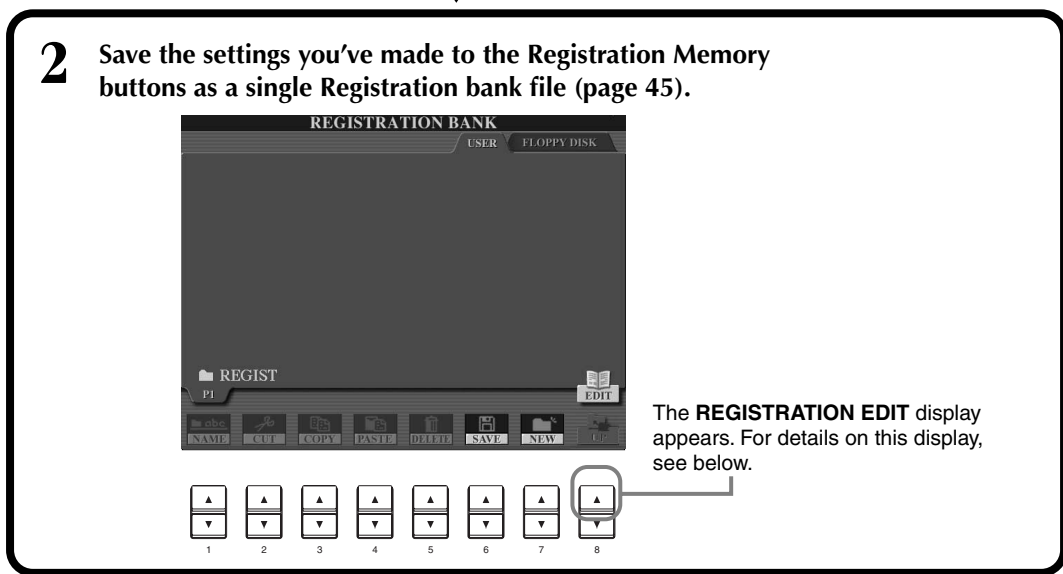 2 Save the settings you've made to the Registration Memory
buttons as a single Registration bank file (page 45).
REGISTRATION BANK
USER FLOPPY DISK
REGIST
P1
EDIT
abc
NAME CUT COPY PASTE DELETE SAVE NEW UP
The REGISTRATION EDIT display
appears. For details on this display,
see below.
1 2 3 4 5 6 7 8